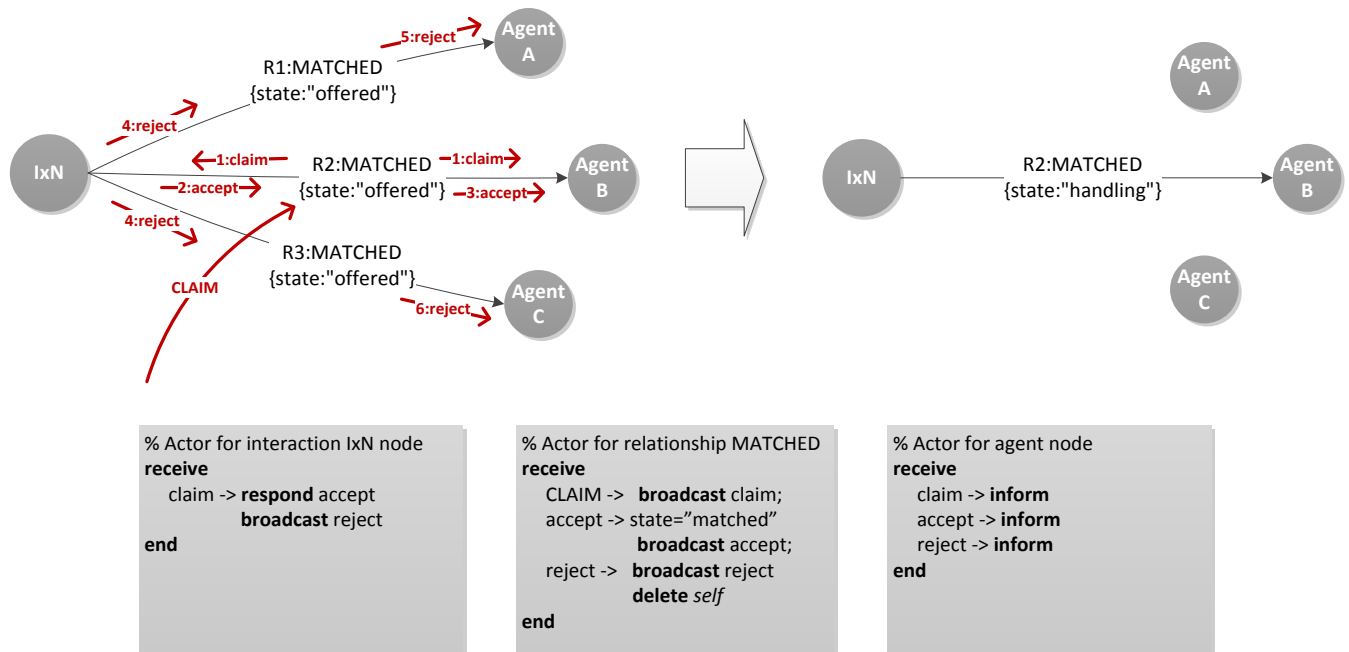 5:reject
Agent
A
R1:MATCHED
{state:"offered"}
4:reject
IxN
1:claim
R2:MATCHED
{state:"offered"}
1:claim
2:accept
3:accept
Agent
B
4:reject
R3:MATCHED
{state:"offered"}
CLAIM
6:reject
Agent
C
Agent
A
IxN
R2:MATCHED
{state:"handling"}
Agent
B
Agent
C
% Actor for interaction IxN node
receive
claim -> respond accept
broadcast reject
end
% Actor for relationship MATCHED
receive
CLAIM -> broadcast claim;
accept -> state=”matched”
broadcast accept;
reject -> broadcast reject
delete self
end
% Actor for agent node
receive
claim -> inform
accept -> inform
reject -> inform
end